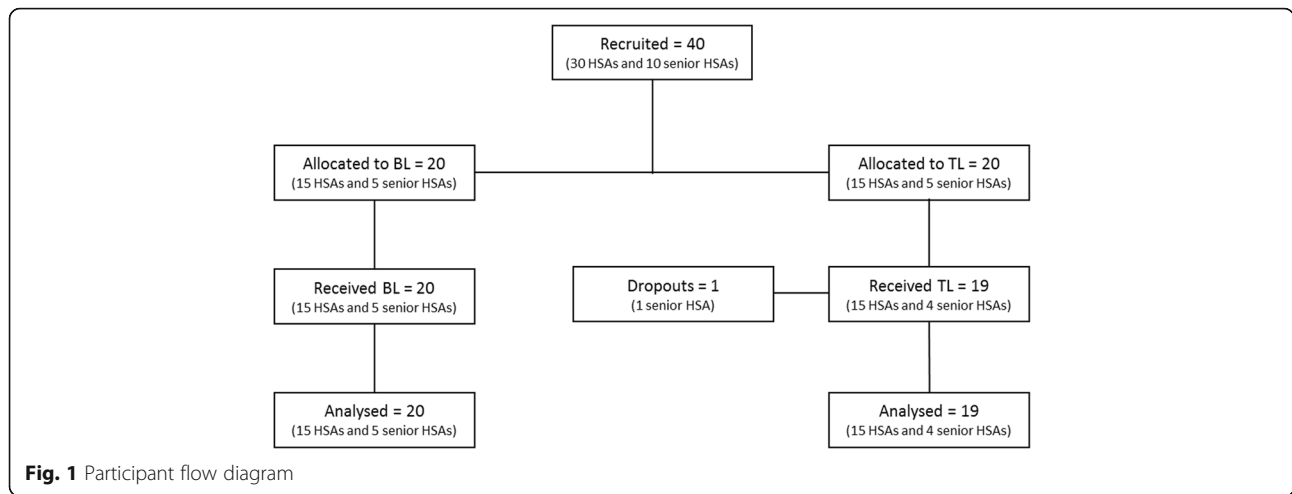 Recruited = 40
(30 HSAs and 10 senior HSAs)
Allocated to BL = 20
(15 HSAs and 5 senior HSAs)
Allocated to TL = 20
(15 HSAs and 5 senior HSAs)
Received BL = 20
(15 HSAs and 5 senior HSAs)
Dropouts = 1
(1 senior HSA)
Received TL = 19
(15 HSAs and 4 senior HSAs)
Analysed = 20
(15 HSAs and 5 senior HSAs)
Analysed = 19
(15 HSAs and 4 senior HSAs)
Fig. 1 Participant flow diagram